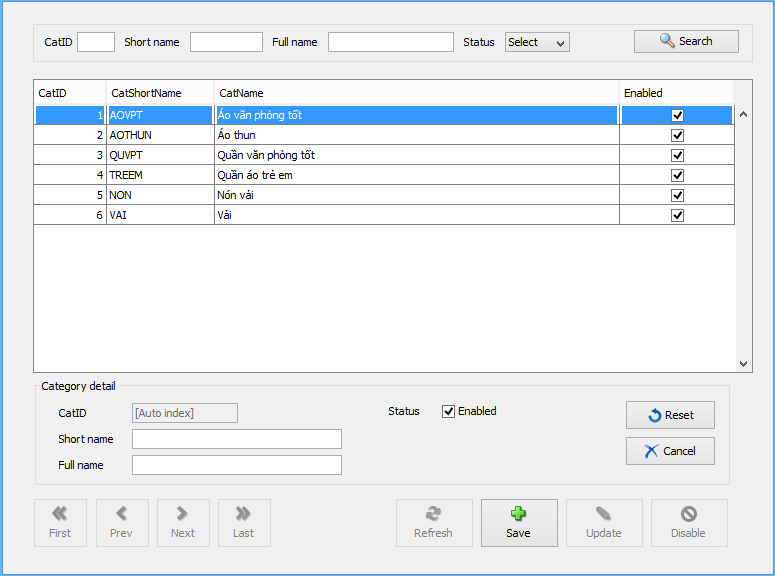 CatID Short name Full name Status Select Search
CatID CatShortName CatName Enabled
1 AOVPT Áo văn phòng tốt
2 AOTHUN Áo thun
3 QUVPT Quần văn phòng tốt
4 TREEM Quần áo trẻ em
5 NON Nón vải
6 VAI Vải
Category detail
CatID [Auto index] Status Enabled Reset
Short name
Full name Cancel
First Prev Next Last Refresh Save Update Disable